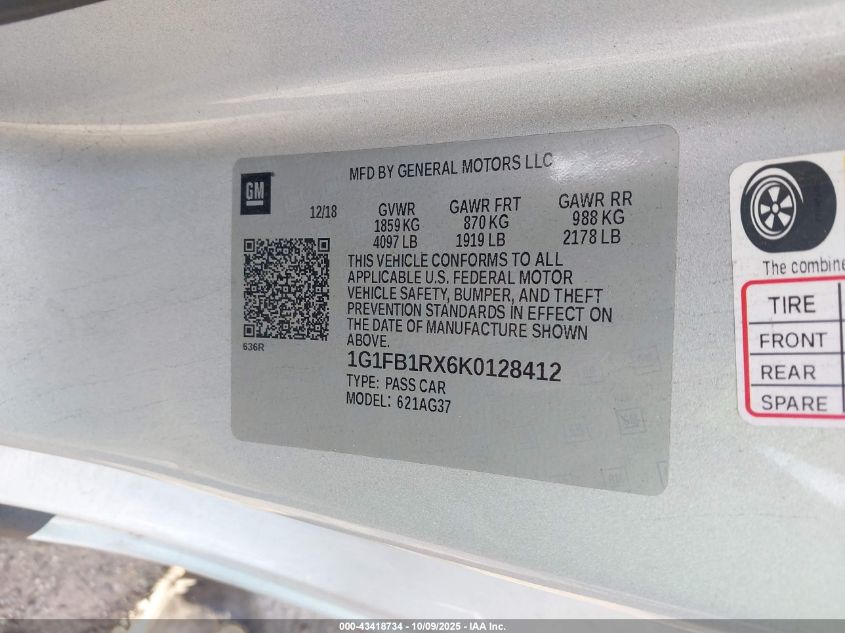 MFD BY GENERAL MOTORS LLC
GM
12/18
GVWR GAWR FRT GAWR RR
1859 KG 870 KG 988 KG
4097 LB 1919 LB 2178 LB
THIS VEHICLE CONFORMS TO ALL
APPLICABLE U.S. FEDERAL MOTOR
VEHICLE SAFETY, BUMPER, AND THEFT
PREVENTION STANDARDS IN EFFECT ON
THE DATE OF MANUFACTURE SHOWN
ABOVE.
636R
1G1FB1RX6K0128412
TYPE: PASS CAR
MODEL: 621AG37
The combine
TIRE
FRONT
REAR
SPARE
000-43418734 - 10/09/2025 - IAA Inc.